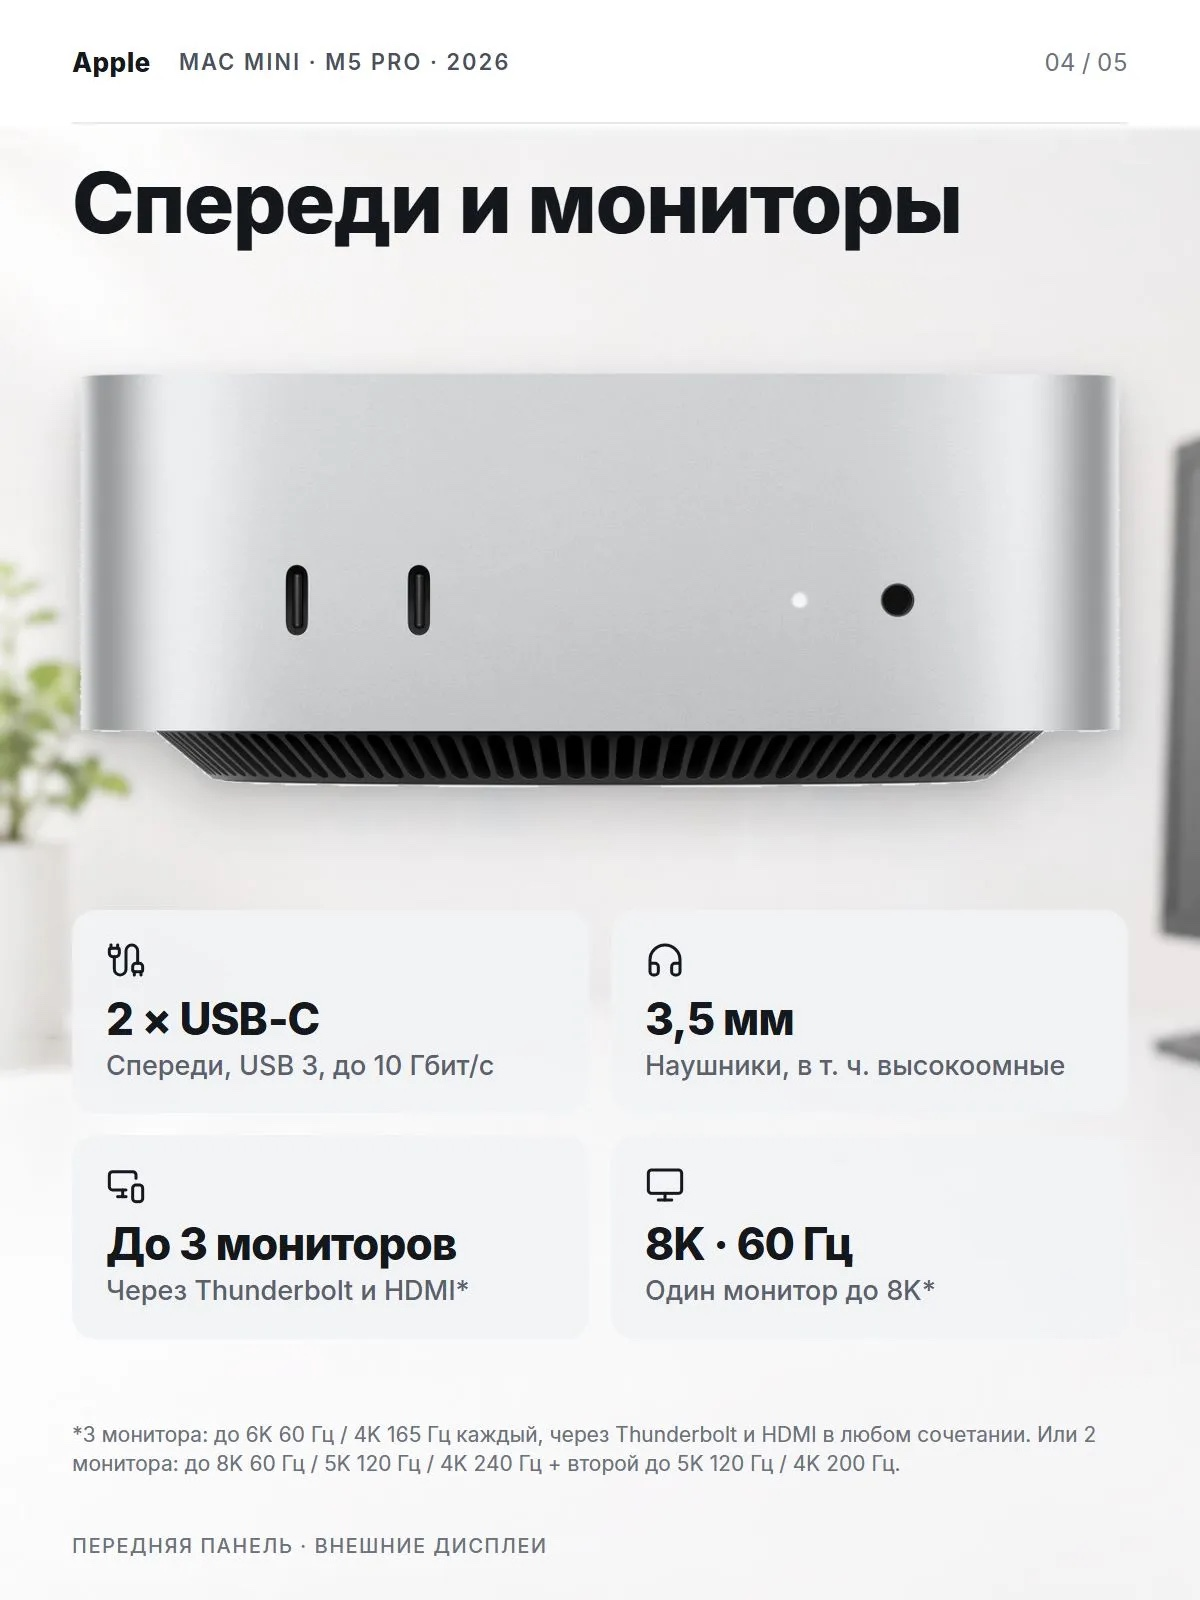 Apple MAC MINI · M5 PRO · 2026 04 / 05
Спереди и мониторы
2 × USB-C
Спереди, USB 3, до 10 Гбит/с
3,5 мм
Наушники, в т. ч. высокоомные
До 3 мониторов
Через Thunderbolt и HDMI*
8K · 60 Гц
Один монитор до 8K*
*3 монитора: до 6K 60 Гц / 4K 165 Гц каждый, через Thunderbolt и HDMI в любом сочетании. Или 2
монитора: до 8K 60 Гц / 5K 120 Гц / 4K 240 Гц + второй до 5K 120 Гц / 4K 200 Гц.
ПЕРЕДНЯЯ ПАНЕЛЬ · ВНЕШНИЕ ДИСПЛЕИ